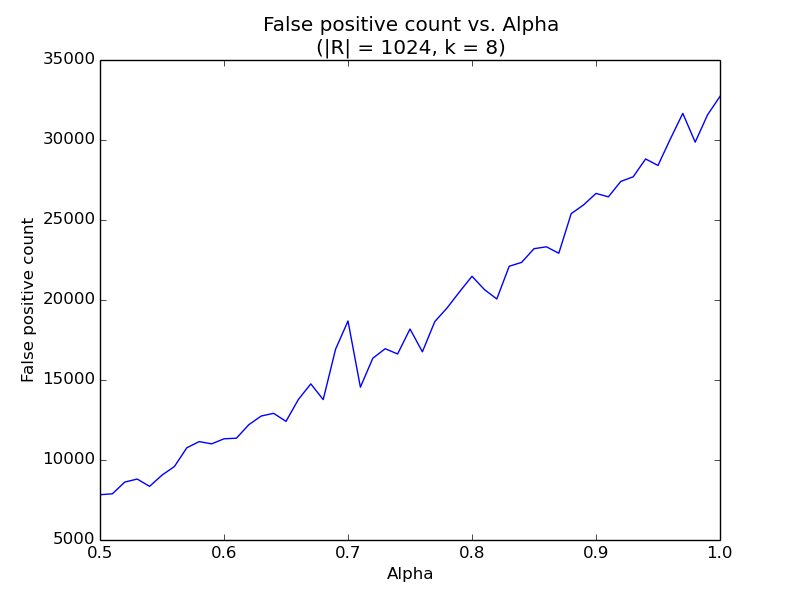 False positive count vs. Alpha
(|R| = 1024, k = 8)
35000
30000
25000
20000
15000
10000
5000
False positive count
0.5 0.6 0.7 0.8 0.9 1.0
Alpha